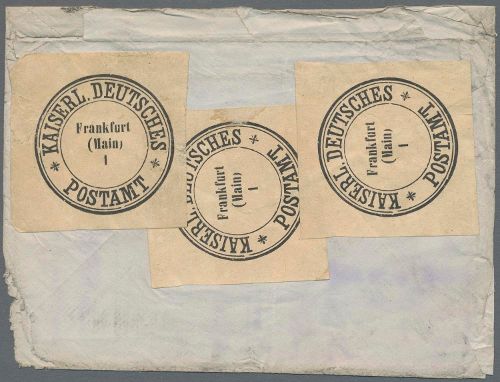 * KAISERL. DEUTSCHES *
POSTAMT
Frankfurt
(Main)
1
* KAISERL. DEUTSCHES *
POSTAMT
Frankfurt
(Main)
1
* KAISERL. DEUTSCHES *
POSTAMT
Frankfurt
(Main)
1